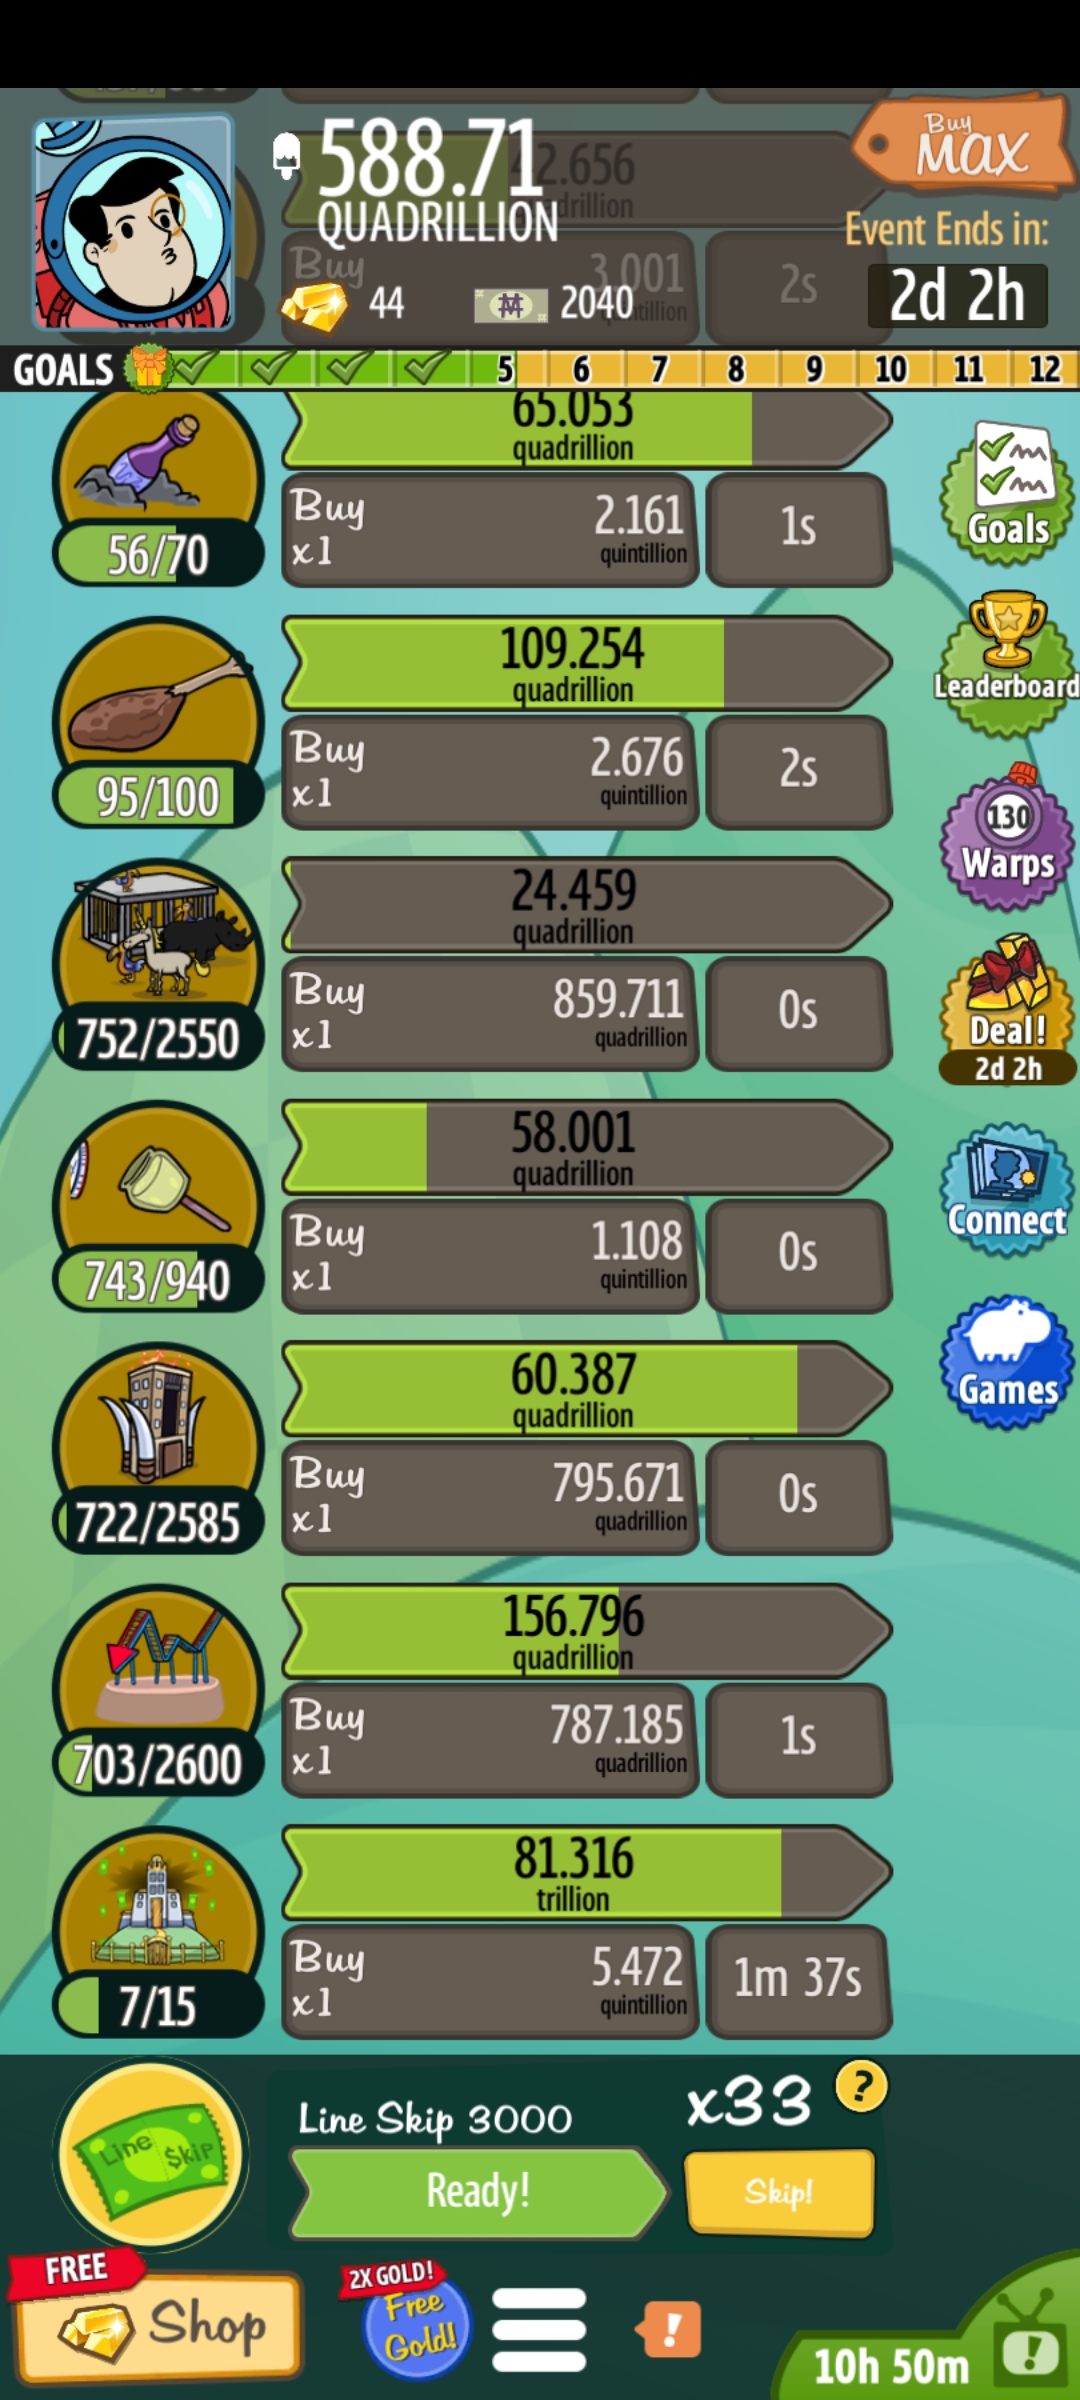 588.71
QUADRILLION
Buy
MAX
42.656
Event Ends in:
2d 2h
44
2040
Buy
3.001
2s
GOALS
5 6 7 8 9 10 11 12
65.053
quadrillion
56/70
Buy
x1
2.161
quintillion
1s
Goals
109.254
quadrillion
95/100
Buy
x1
2.676
quintillion
2s
Leaderboard
130
Warps
24.459
quadrillion
752/2550
Buy
x1
859.711
quadrillion
0s
Deal!
2d 2h
58.001
quadrillion
743/940
Buy
x1
1.108
quintillion
0s
Connect
60.387
quadrillion
722/2585
Buy
x1
795.671
quadrillion
0s
Games
156.796
quadrillion
703/2600
Buy
x1
787.185
quadrillion
1s
81.316
trillion
7/15
Buy
x1
5.472
quintillion
1m 37s
Line $kip
Line Skip 3000
x33
?
Ready!
Skip!
FREE
Shop
2X GOLD!
Free
Gold!
!
10h 50m
!